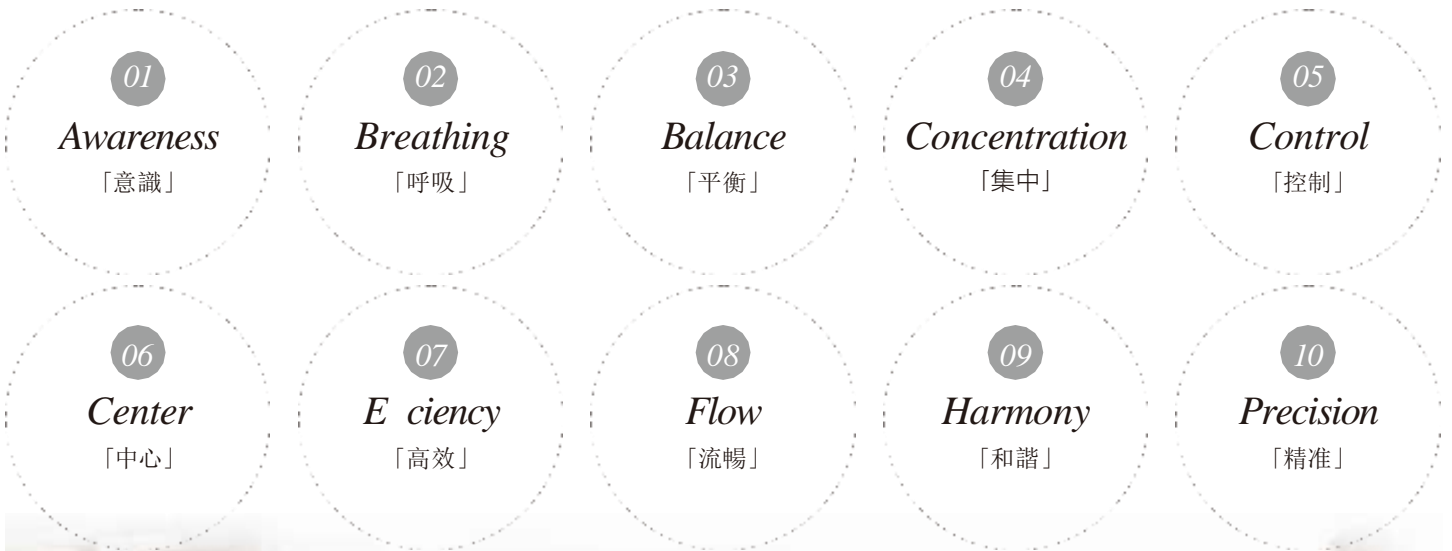 01
Awareness
「意識」
02
Breathing
「呼吸」
03
Balance
「平衡」
04
Concentration
「集中」
05
Control
「控制」
06
Center
「中心」
07
E ciency
「高效」
08
Flow
「流暢」
09
Harmony
「和諧」
10
Precision
「精准」